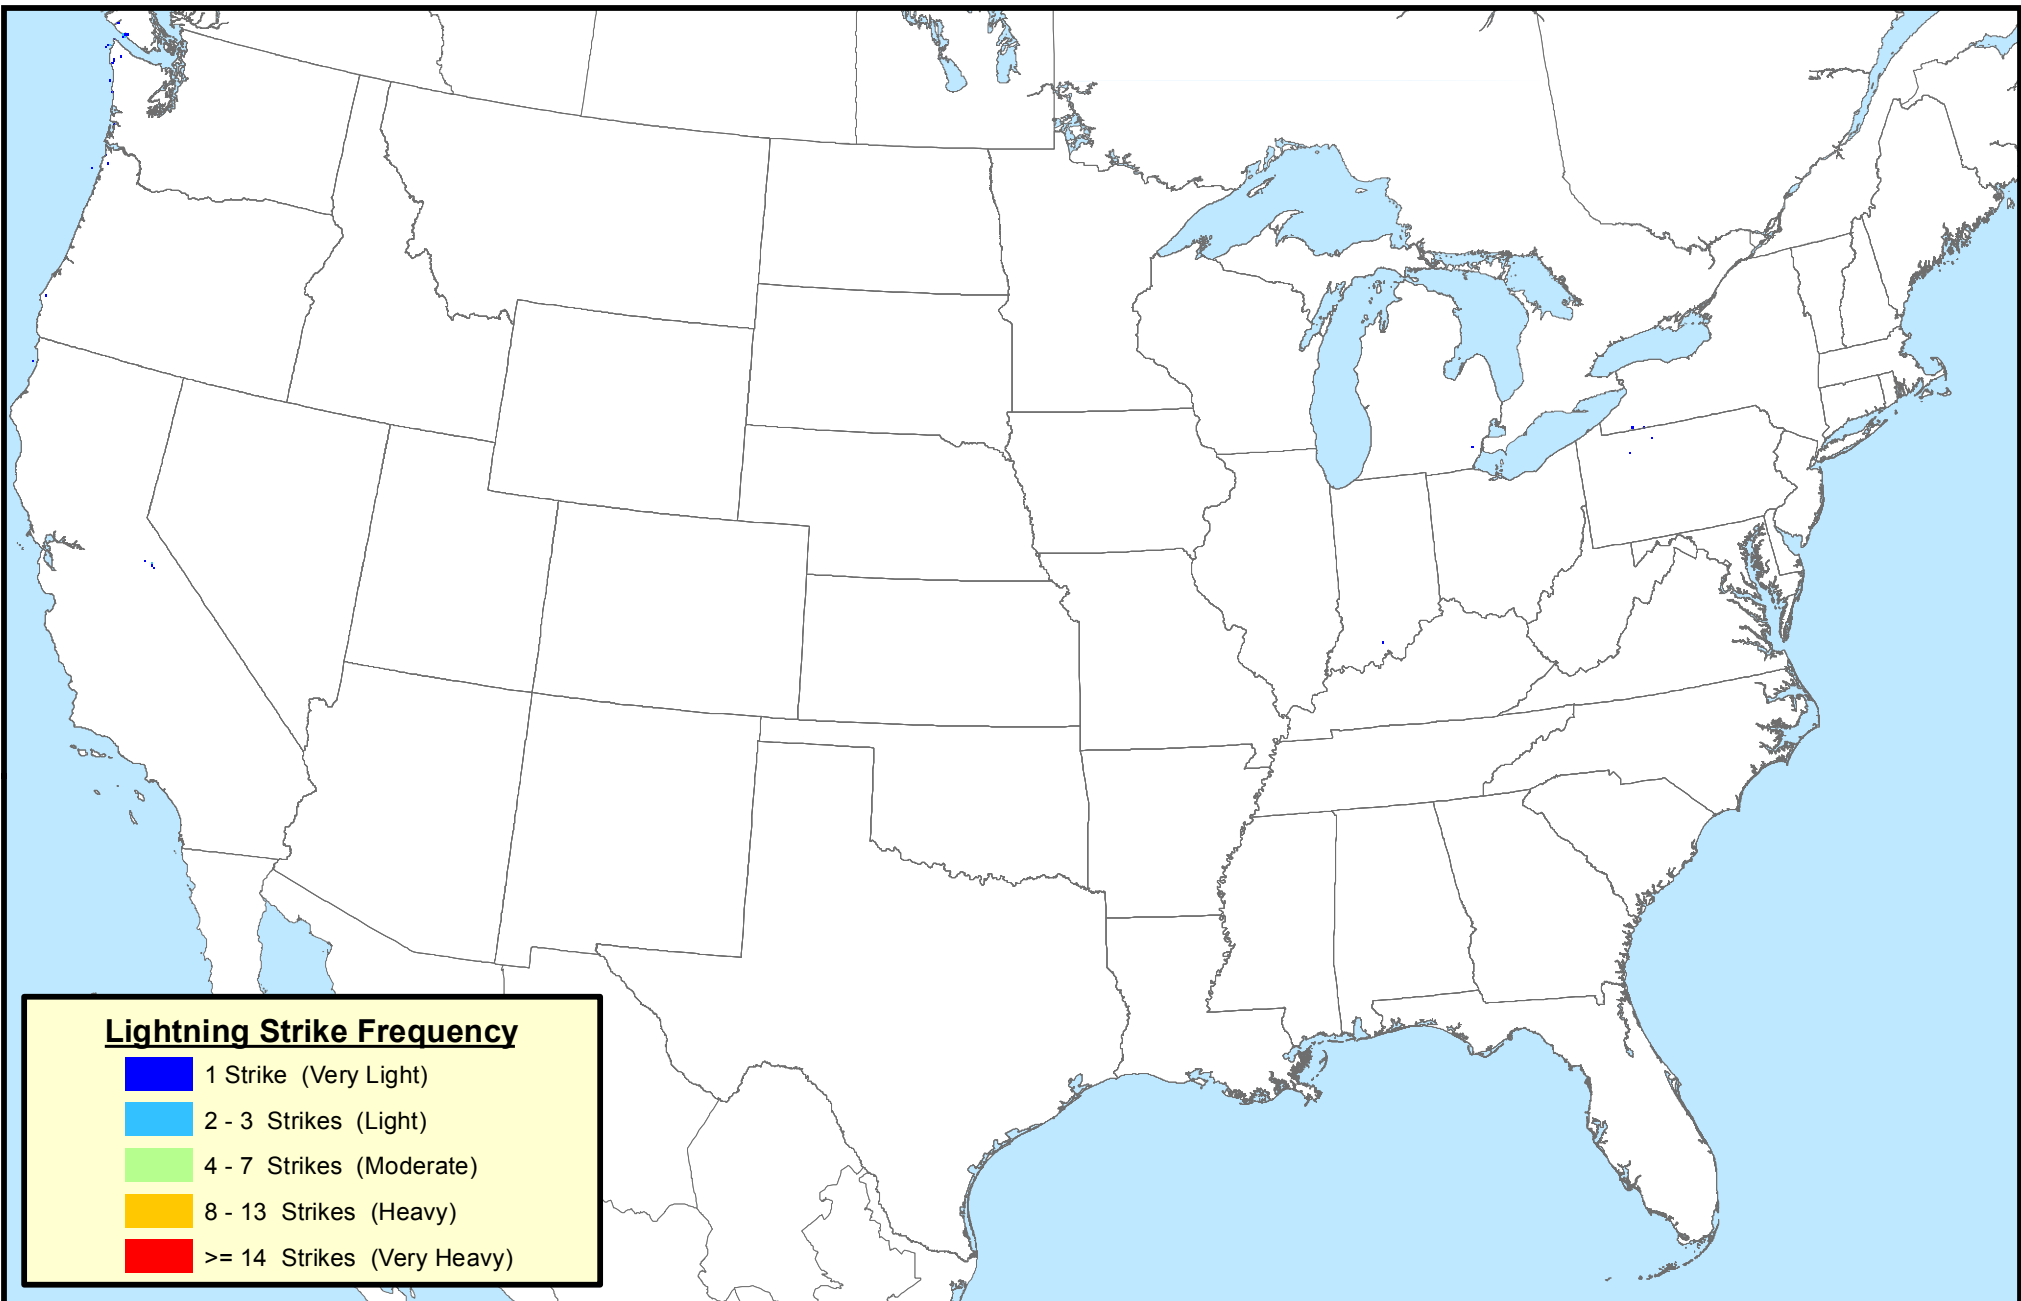 Lightning Strike Frequency
1 Strike (Very Light)
2 - 3 Strikes (Light)
4 - 7 Strikes (Moderate)
8 - 13 Strikes (Heavy)
>= 14 Strikes (Very Heavy)